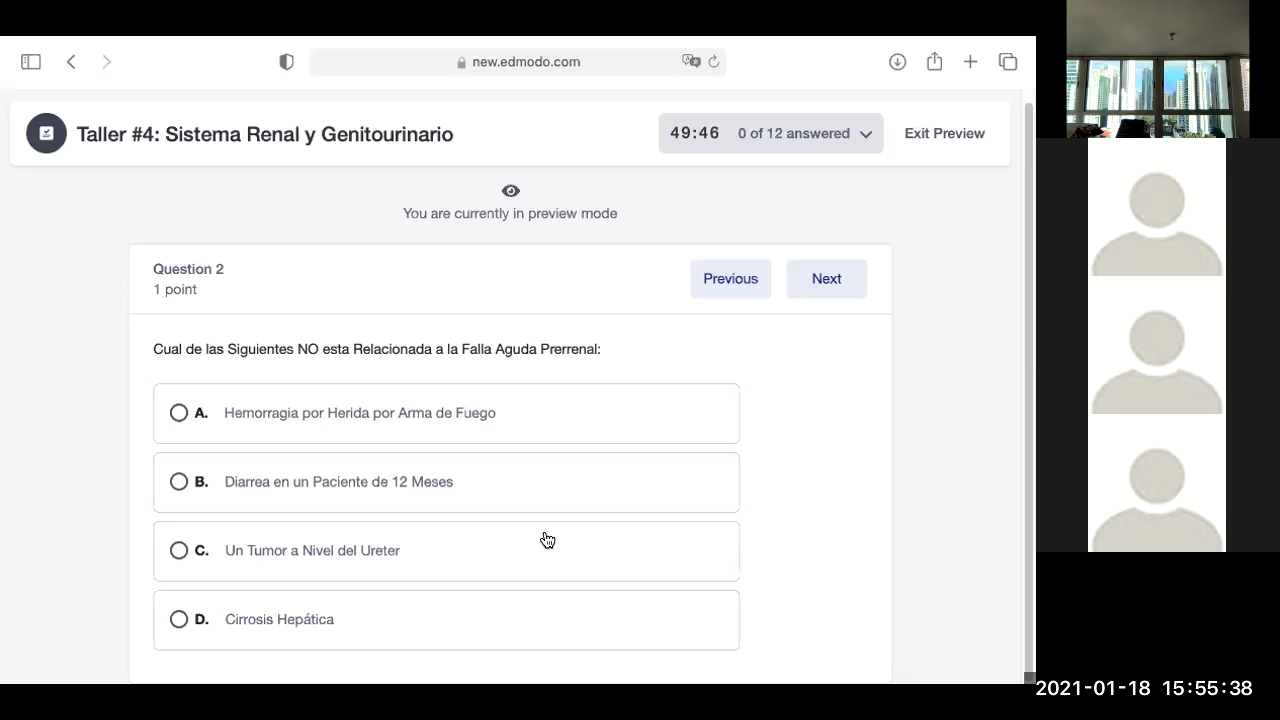 new.edmodo.com
Taller #4: Sistema Renal y Genitourinario
49:46 0 of 12 answered
Exit Preview
You are currently in preview mode
Question 2
1 point
Previous
Next
Cual de las Siguientes NO esta Relacionada a la Falla Aguda Prerrenal:
A. Hemorragia por Herida por Arma de Fuego
B. Diarrea en un Paciente de 12 Meses
C. Un Tumor a Nivel del Ureter
D. Cirrosis Hepática
2021-01-18 15:55:38